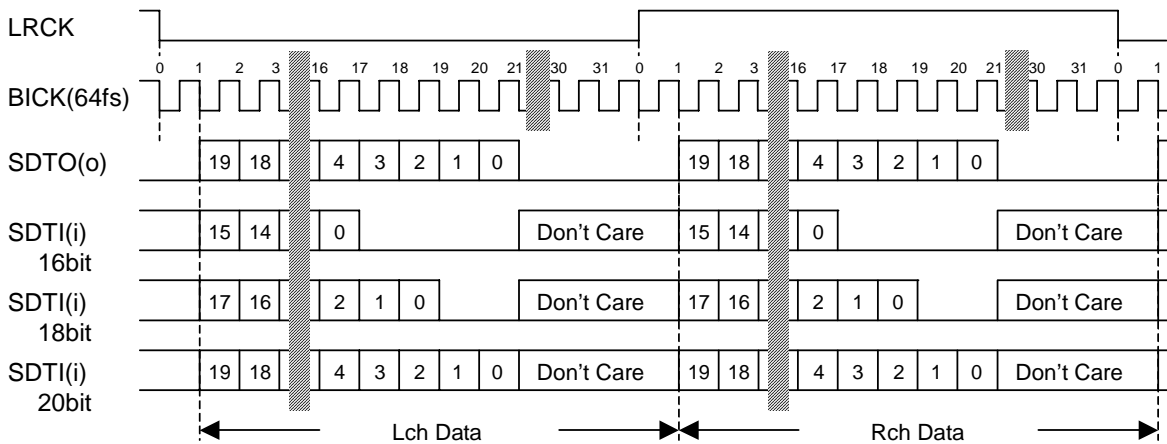 LRCK
0 1 2 3 16 17 18 19 20 21 30 31 0 1 2 3 16 17 18 19 20 21 30 31 0 1
BICK(64fs)
SDTO(o) 19 18 4 3 2 1 0 19 18 4 3 2 1 0
SDTI(i) 15 14 0 Don't Care 15 14 0 Don't Care
16bit
SDTI(i) 17 16 2 1 0 Don't Care 17 16 2 1 0 Don't Care
18bit
SDTI(i) 19 18 4 3 2 1 0 Don't Care 19 18 4 3 2 1 0 Don't Care
20bit
Lch Data Rch Data